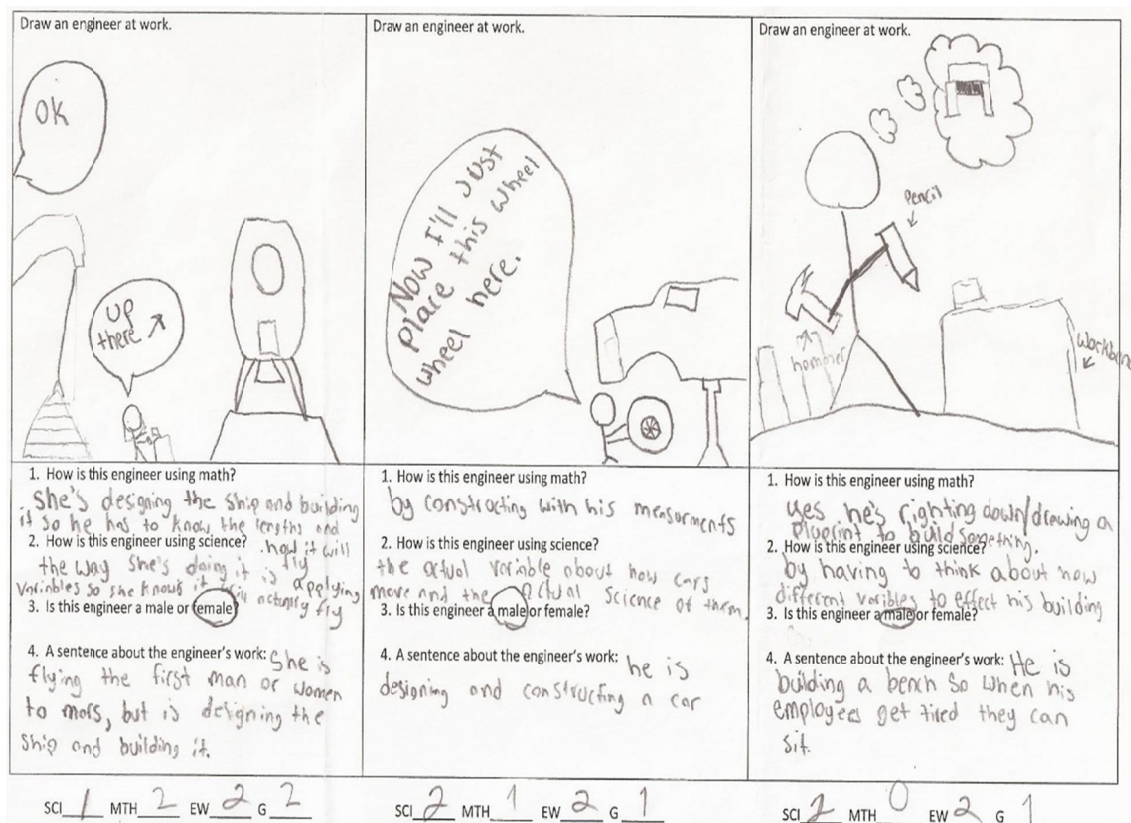 Draw an engineer at work.
OK
up
there
1. How is this engineer using math?
she's designing the ship and building
it so he has to know the lengths and
2. How is this engineer using science? .how it will
fly
the way she's doing it is applying
variables so she knows it will actually fly
3. Is this engineer a male or female?
4. A sentence about the engineer's work: She is
flying the first man or women
to mars, but is designing the
ship and building it.
SCI 1 MTH 2 EW 2 G 2
Draw an engineer at work.
Now I'll Just
place this wheel
wheel here.
1. How is this engineer using math?
by constracting with his mensurments
2. How is this engineer using science?
the actual variable about how cars
move and the actual science of them.
3. Is this engineer a male or female?
4. A sentence about the engineer's work: he is
designing and constructing a car
SCI 2 MTH 1 EW 2 G 1
Draw an engineer at work.
pencil
hommer
workben
1. How is this engineer using math?
yes he's righting down/drawing a
pluprint to build something.
2. How is this engineer using science?
by having to think about how
different varibles to effect his building
3. Is this engineer a male or female?
4. A sentence about the engineer's work: He is
building a bench so when his
employees get tired they can
sit.
SCI 2 MTH 0 EW 2 G 1